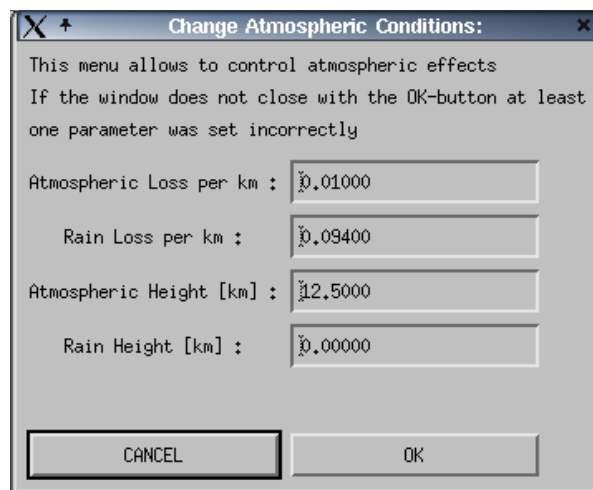 Change Atmospheric Conditions:
This menu allows to control atmospheric effects
If the window does not close with the OK-button at least
one parameter was set incorrectly
Atmospheric Loss per km : 0.01000
Rain Loss per km : 0.09400
Atmospheric Height [km] : 12.5000
Rain Height [km] : 0.00000
CANCEL OK